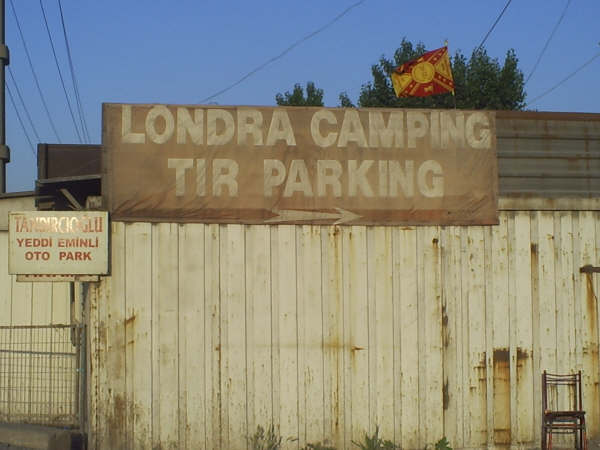 LONDRA CAMPING
TIR PARKING
TANDIRCIOĞLU
YEDDİ EMİNLİ
OTO PARK